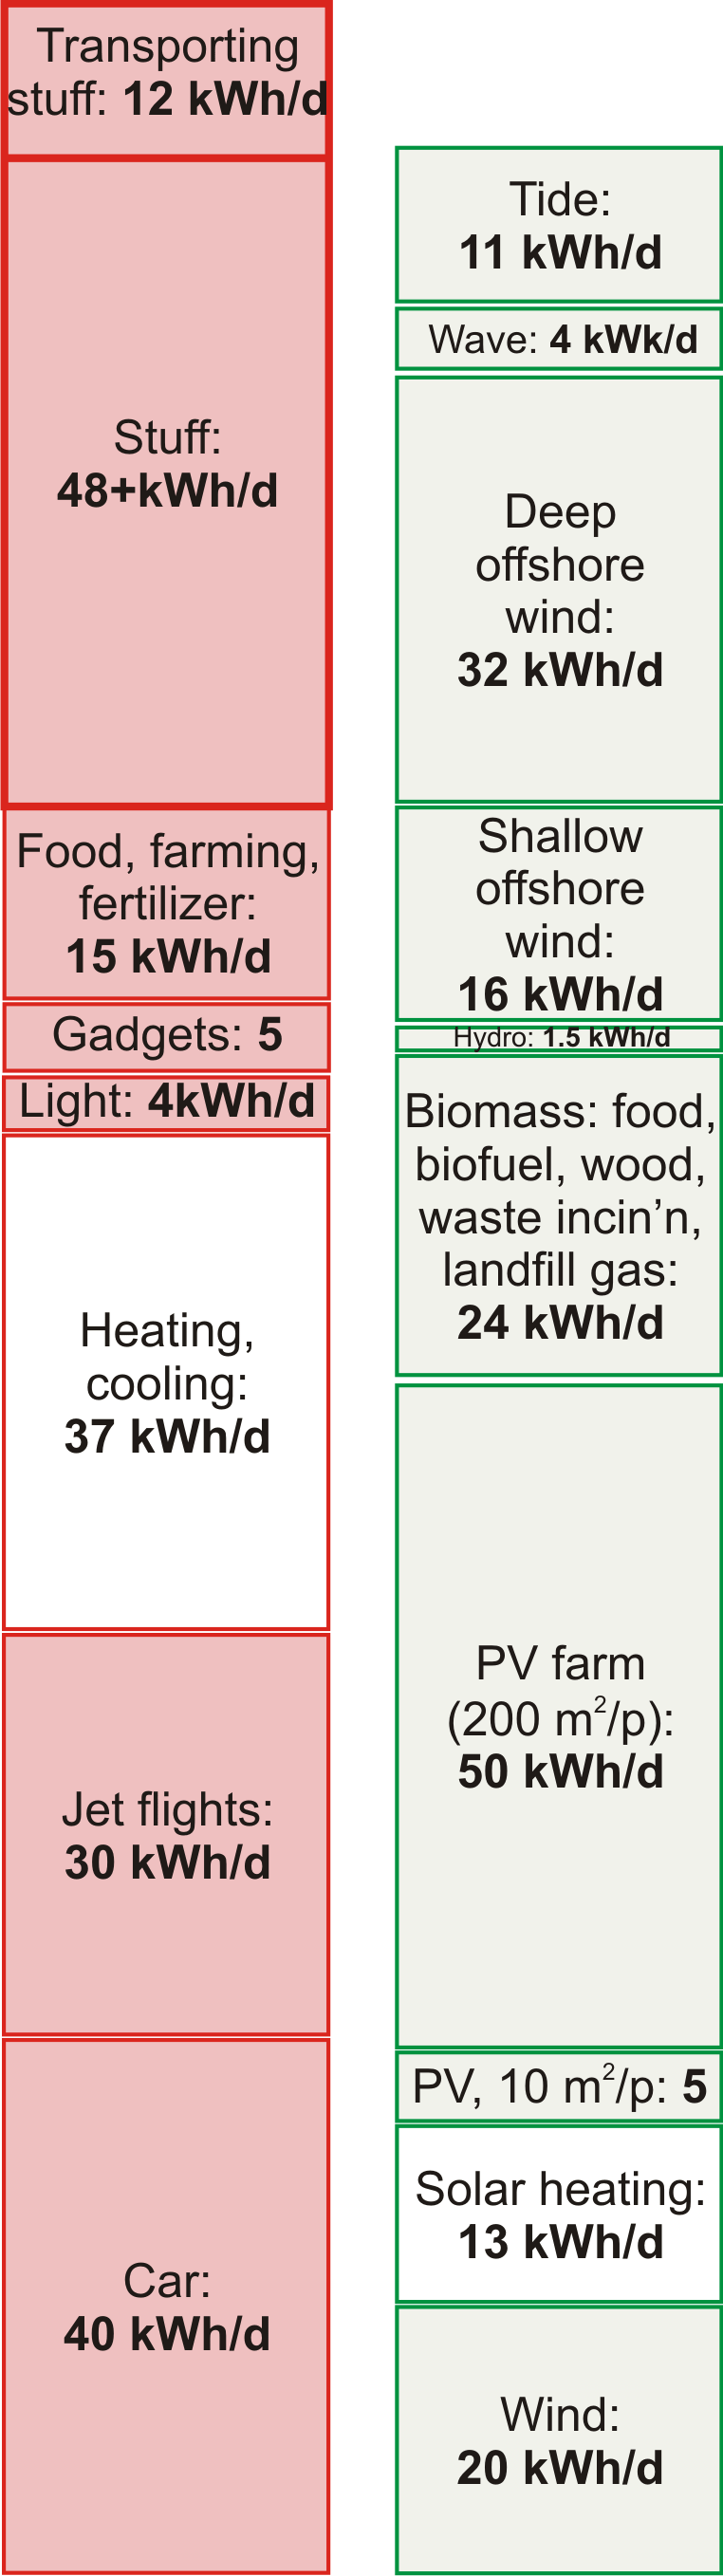 Transporting
stuff: 12 kWh/d
Stuff:
48+kWh/d
Food, farming,
fertilizer:
15 kWh/d
Gadgets: 5
Light: 4kWh/d
Heating,
cooling:
37 kWh/d
Jet flights:
30 kWh/d
Car:
40 kWh/d
Tide:
11 kWh/d
Wave: 4 kWk/d
Deep
offshore
wind:
32 kWh/d
Shallow
offshore
wind:
16 kWh/d
Hydro: 1.5 kWh/d
Biomass: food,
biofuel, wood,
waste incin’n,
landfill gas:
24 kWh/d
PV farm
(200 m²/p):
50 kWh/d
PV, 10 m²/p: 5
Solar heating:
13 kWh/d
Wind:
20 kWh/d